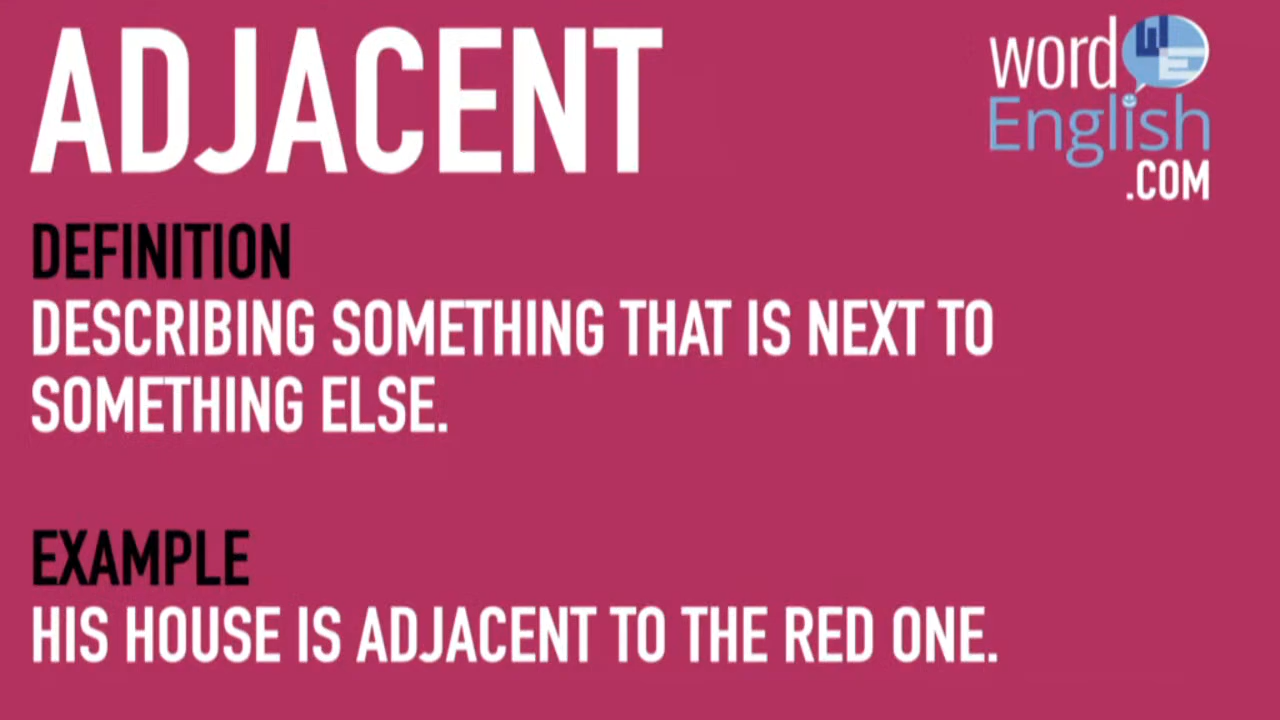 ADJACENT
word WE
English
.COM
DEFINITION
DESCRIBING SOMETHING THAT IS NEXT TO
SOMETHING ELSE.
EXAMPLE
HIS HOUSE IS ADJACENT TO THE RED ONE.